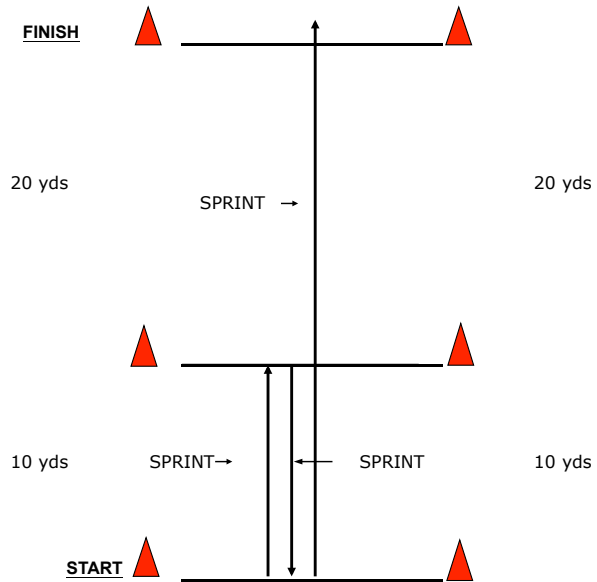 FINISH
20 yds
20 yds
SPRINT
10 yds
SPRINT
SPRINT
10 yds
START